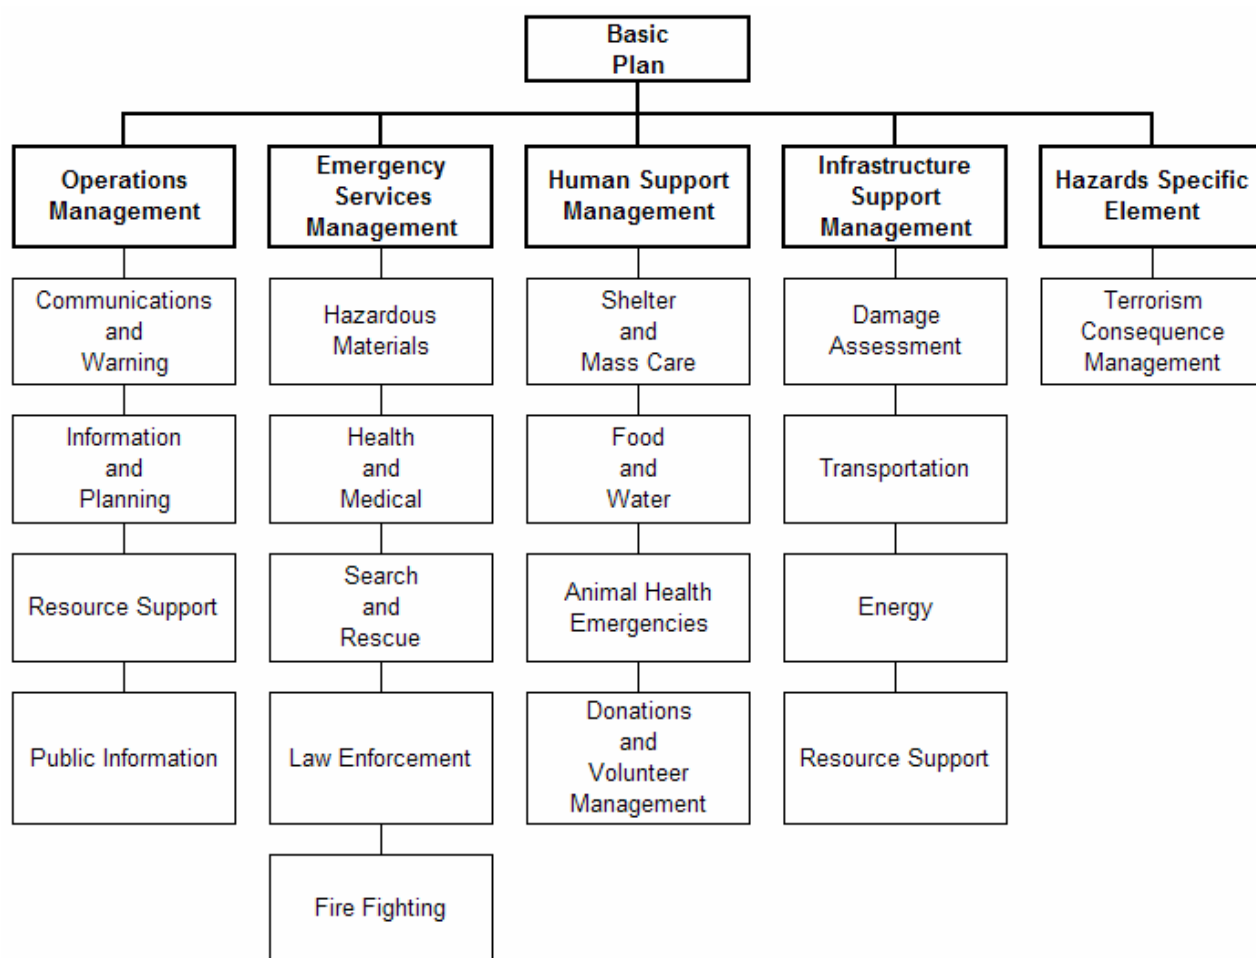 Basic
Plan
Operations
Management
Emergency
Services
Management
Human Support
Management
Infrastructure
Support
Management
Hazards Specific
Element
Communications
and
Warning
Hazardous
Materials
Shelter
and
Mass Care
Damage
Assessment
Terrorism
Consequence
Management
Information
and
Planning
Health
and
Medical
Food
and
Water
Transportation
Resource Support
Search
and
Rescue
Animal Health
Emergencies
Energy
Public Information
Law Enforcement
Donations
and
Volunteer
Management
Resource Support
Fire Fighting